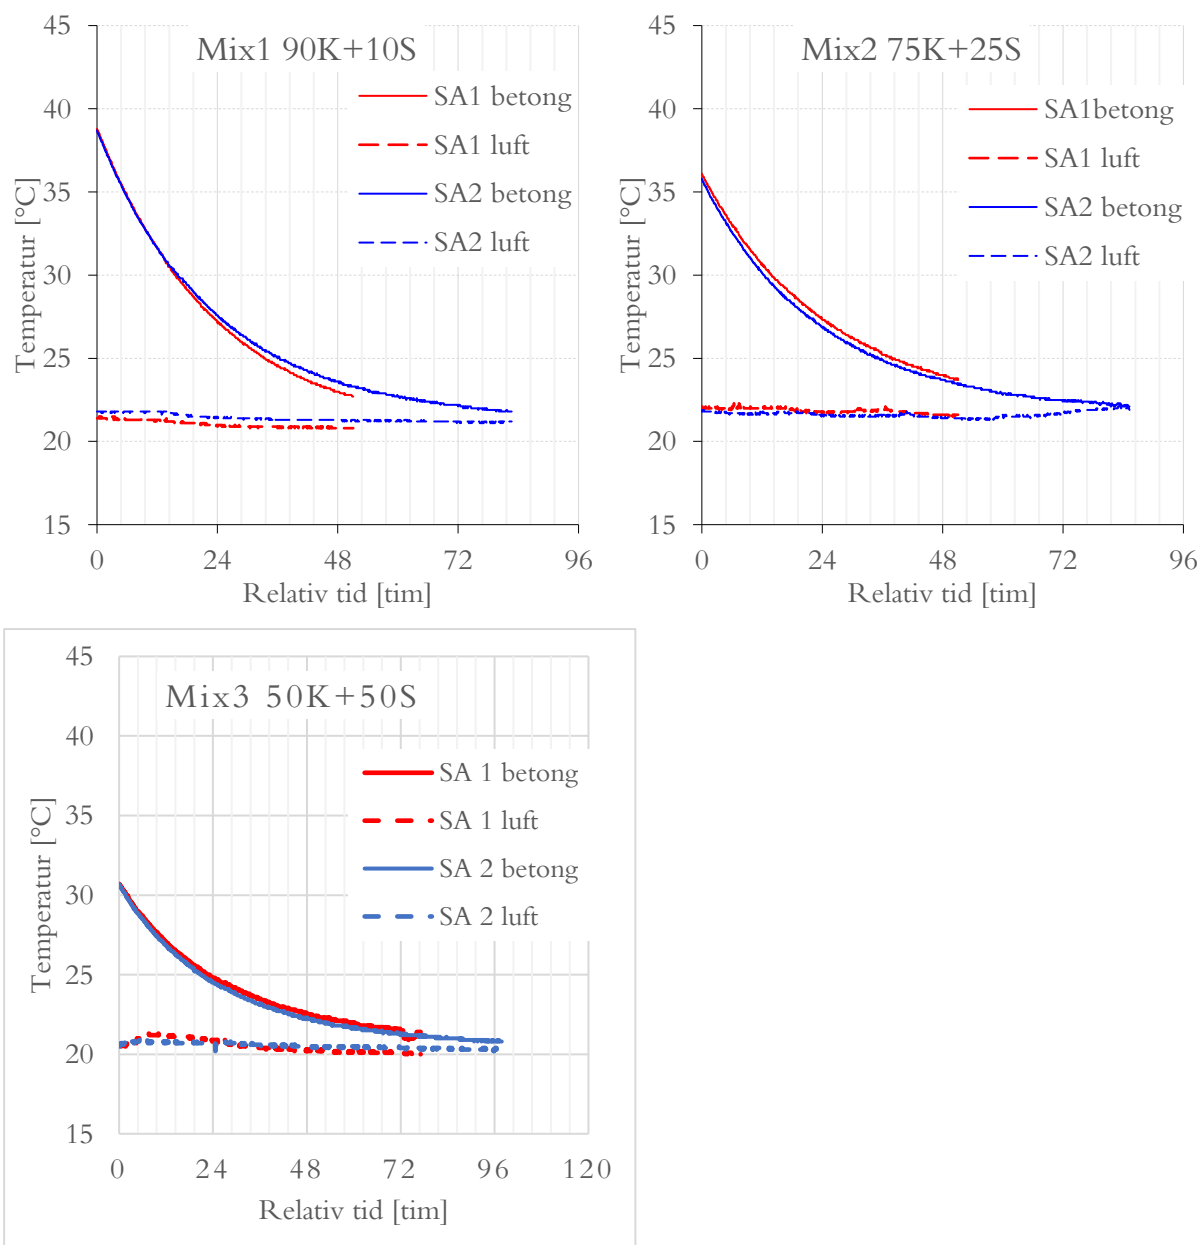 Mix1 90K+10S
SA1 betong
SA1 luft
SA2 betong
SA2 luft
Temperatur [°C]
45
40
35
30
25
20
15
0 24 48 72 96
Relativ tid [tim]
Mix2 75K+25S
SA1betong
SA1 luft
SA2 betong
SA2 luft
Temperatur [°C]
45
40
35
30
25
20
15
0 24 48 72 96
Relativ tid [tim]
Mix3 50K+50S
SA 1 betong
SA 1 luft
SA 2 betong
SA 2 luft
Temperatur [°C]
45
40
35
30
25
20
15
0 24 48 72 96 120
Relativ tid [tim]